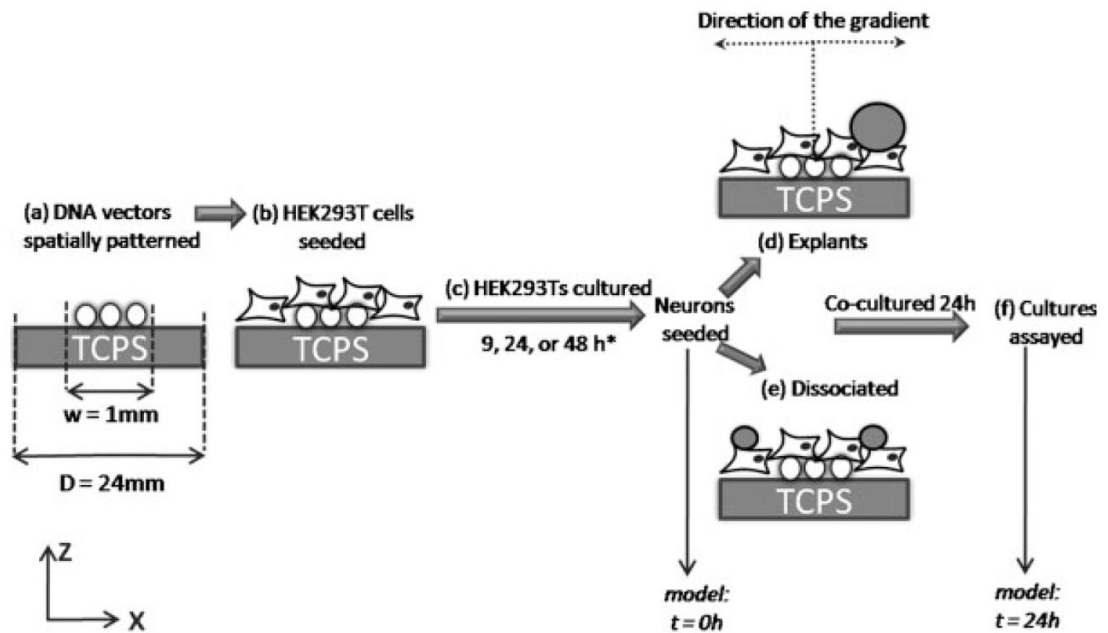 Direction of the gradient
TCPS
(a) DNA vectors
spatially patterned
(b) HEK293T cells
seeded
(c) HEK293Ts cultured
9, 24, or 48 h*
Neurons
seeded
(d) Explants
Co-cultured 24h
(f) Cultures
assayed
TCPS
TCPS
w = 1mm
D = 24mm
(e) Dissociated
TCPS
Z
X
model:
t = 0h
model:
t = 24h